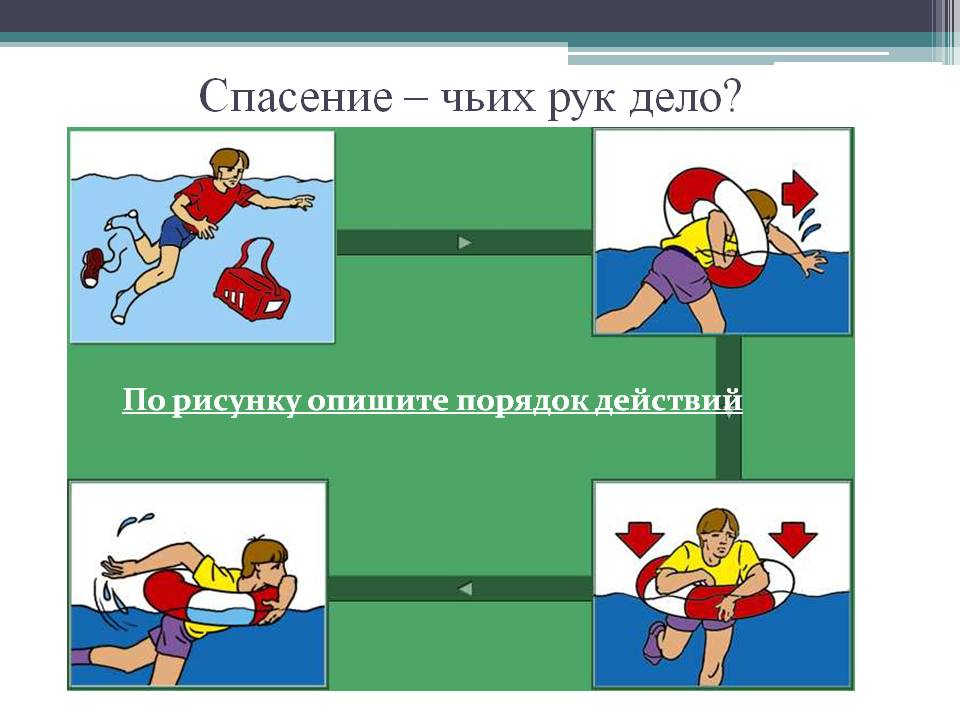 Спасение – чьих рук дело?
По рисунку опишите порядок действий